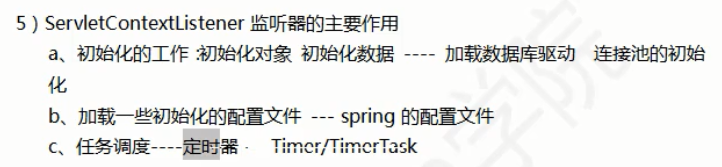 5）ServletContextListener 监听器的主要作用
a、初始化的工作 :初始化对象 初始化数据 ---- 加载数据库驱动 连接池的初始
化
b、加载一些初始化的配置文件 --- spring 的配置文件
c、任务调度----定时器 · Timer/TimerTask
学院